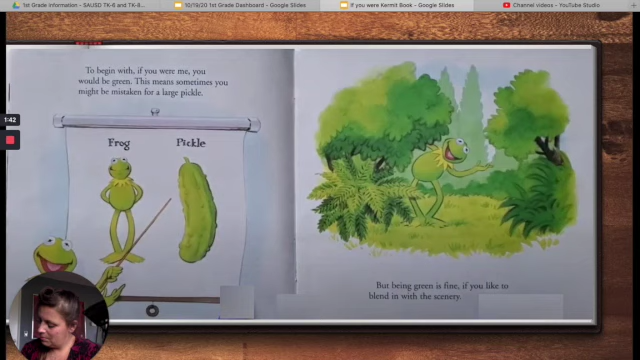 1st Grade information - SAUSD TK-6 and TK-8...
10/19/20 1st Grade Dashboard - Google Slides
If you were Kermit Book - Google Slides
Channel videos - YouTube Studio
To begin with, if you were me, you
would be green. This means sometimes you
might be mistaken for a large pickle.
1:42
Frog
Pickle
But being green is fine, if you like to
blend in with the scenery.